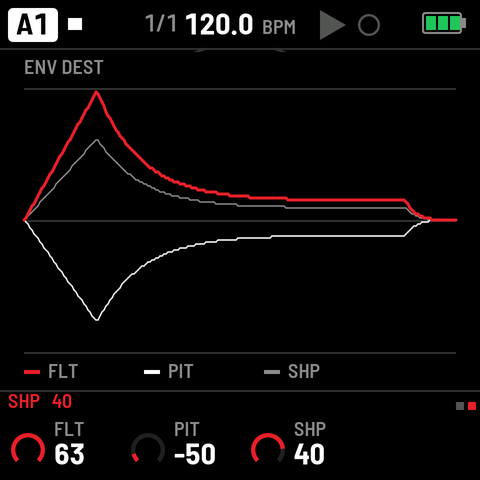 A1 1/1 120.0 BPM
ENV DEST
FLT PIT SHP
SHP 40
FLT PIT SHP
63 -50 40